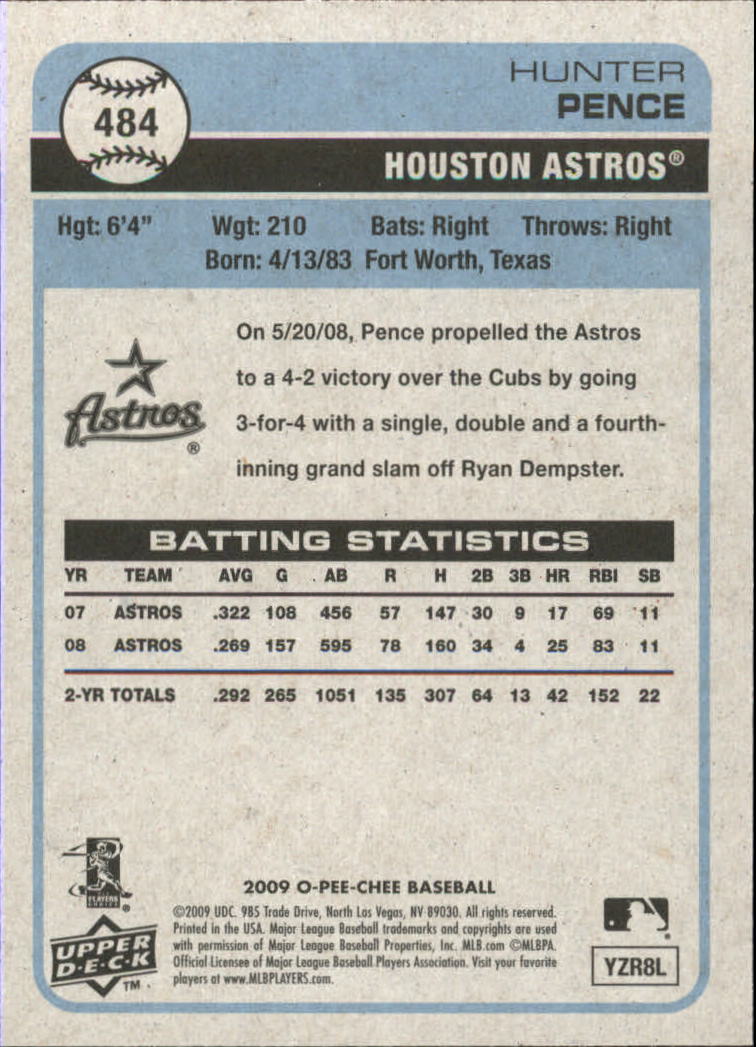 484
HUNTER
PENCE
HOUSTON ASTROS®
Hgt: 6'4" Wgt: 210 Bats: Right Throws: Right
Born: 4/13/83 Fort Worth, Texas
Astros
®
On 5/20/08, Pence propelled the Astros
to a 4-2 victory over the Cubs by going
3-for-4 with a single, double and a fourth-
inning grand slam off Ryan Dempster.
BATTING STATISTICS
YR TEAM AVG G AB R H 2B 3B HR RBI SB
07 ASTROS .322 108 456 57 147 30 9 17 69 11
08 ASTROS .269 157 595 78 160 34 4 25 83 11
2-YR TOTALS .292 265 1051 135 307 64 13 42 152 22
PLAYERS
CHOICE
®
2009 O-PEE-CHEE BASEBALL
©2009 UDC. 985 Trade Drive, North Las Vegas, NV 89030. All rights reserved.
Printed in the USA. Major League Baseball trademarks and copyrights are used
with permission of Major League Baseball Properties, Inc. MLB.com ©MLBPA.
Official Licensee of Major League Baseball Players Association. Visit your favorite
players at www.MLBPLAYERS.com.
UPPER
D·E·C·K
TM
®
YZR8L